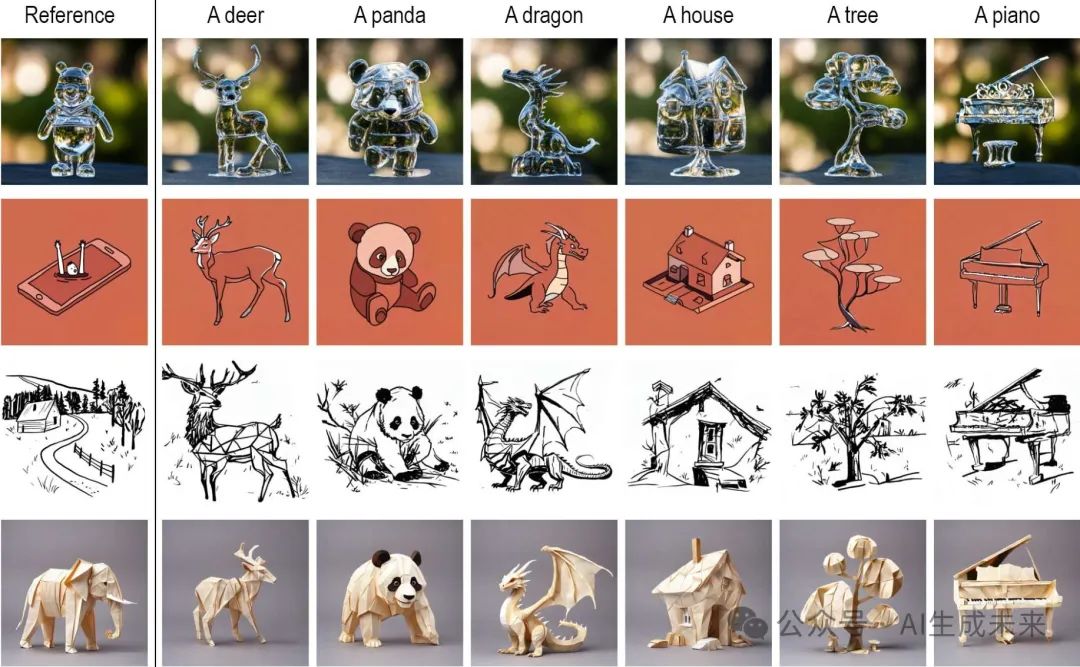 Reference A deer A panda A dragon A house A tree A piano
公众号 · AI生成未来